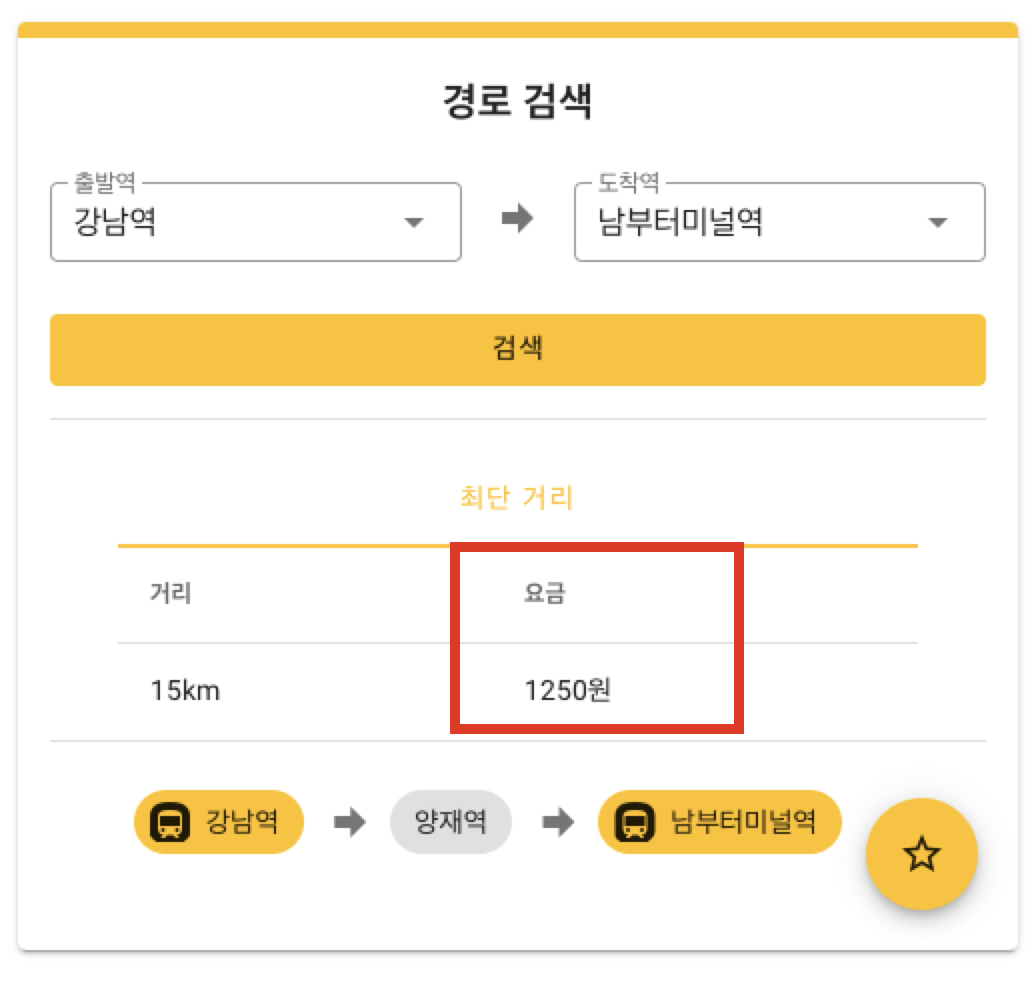 경로 검색
출발역
강남역
도착역
남부터미널역
검색
최단 거리
거리 요금
15km 1250원
강남역 양재역 남부터미널역